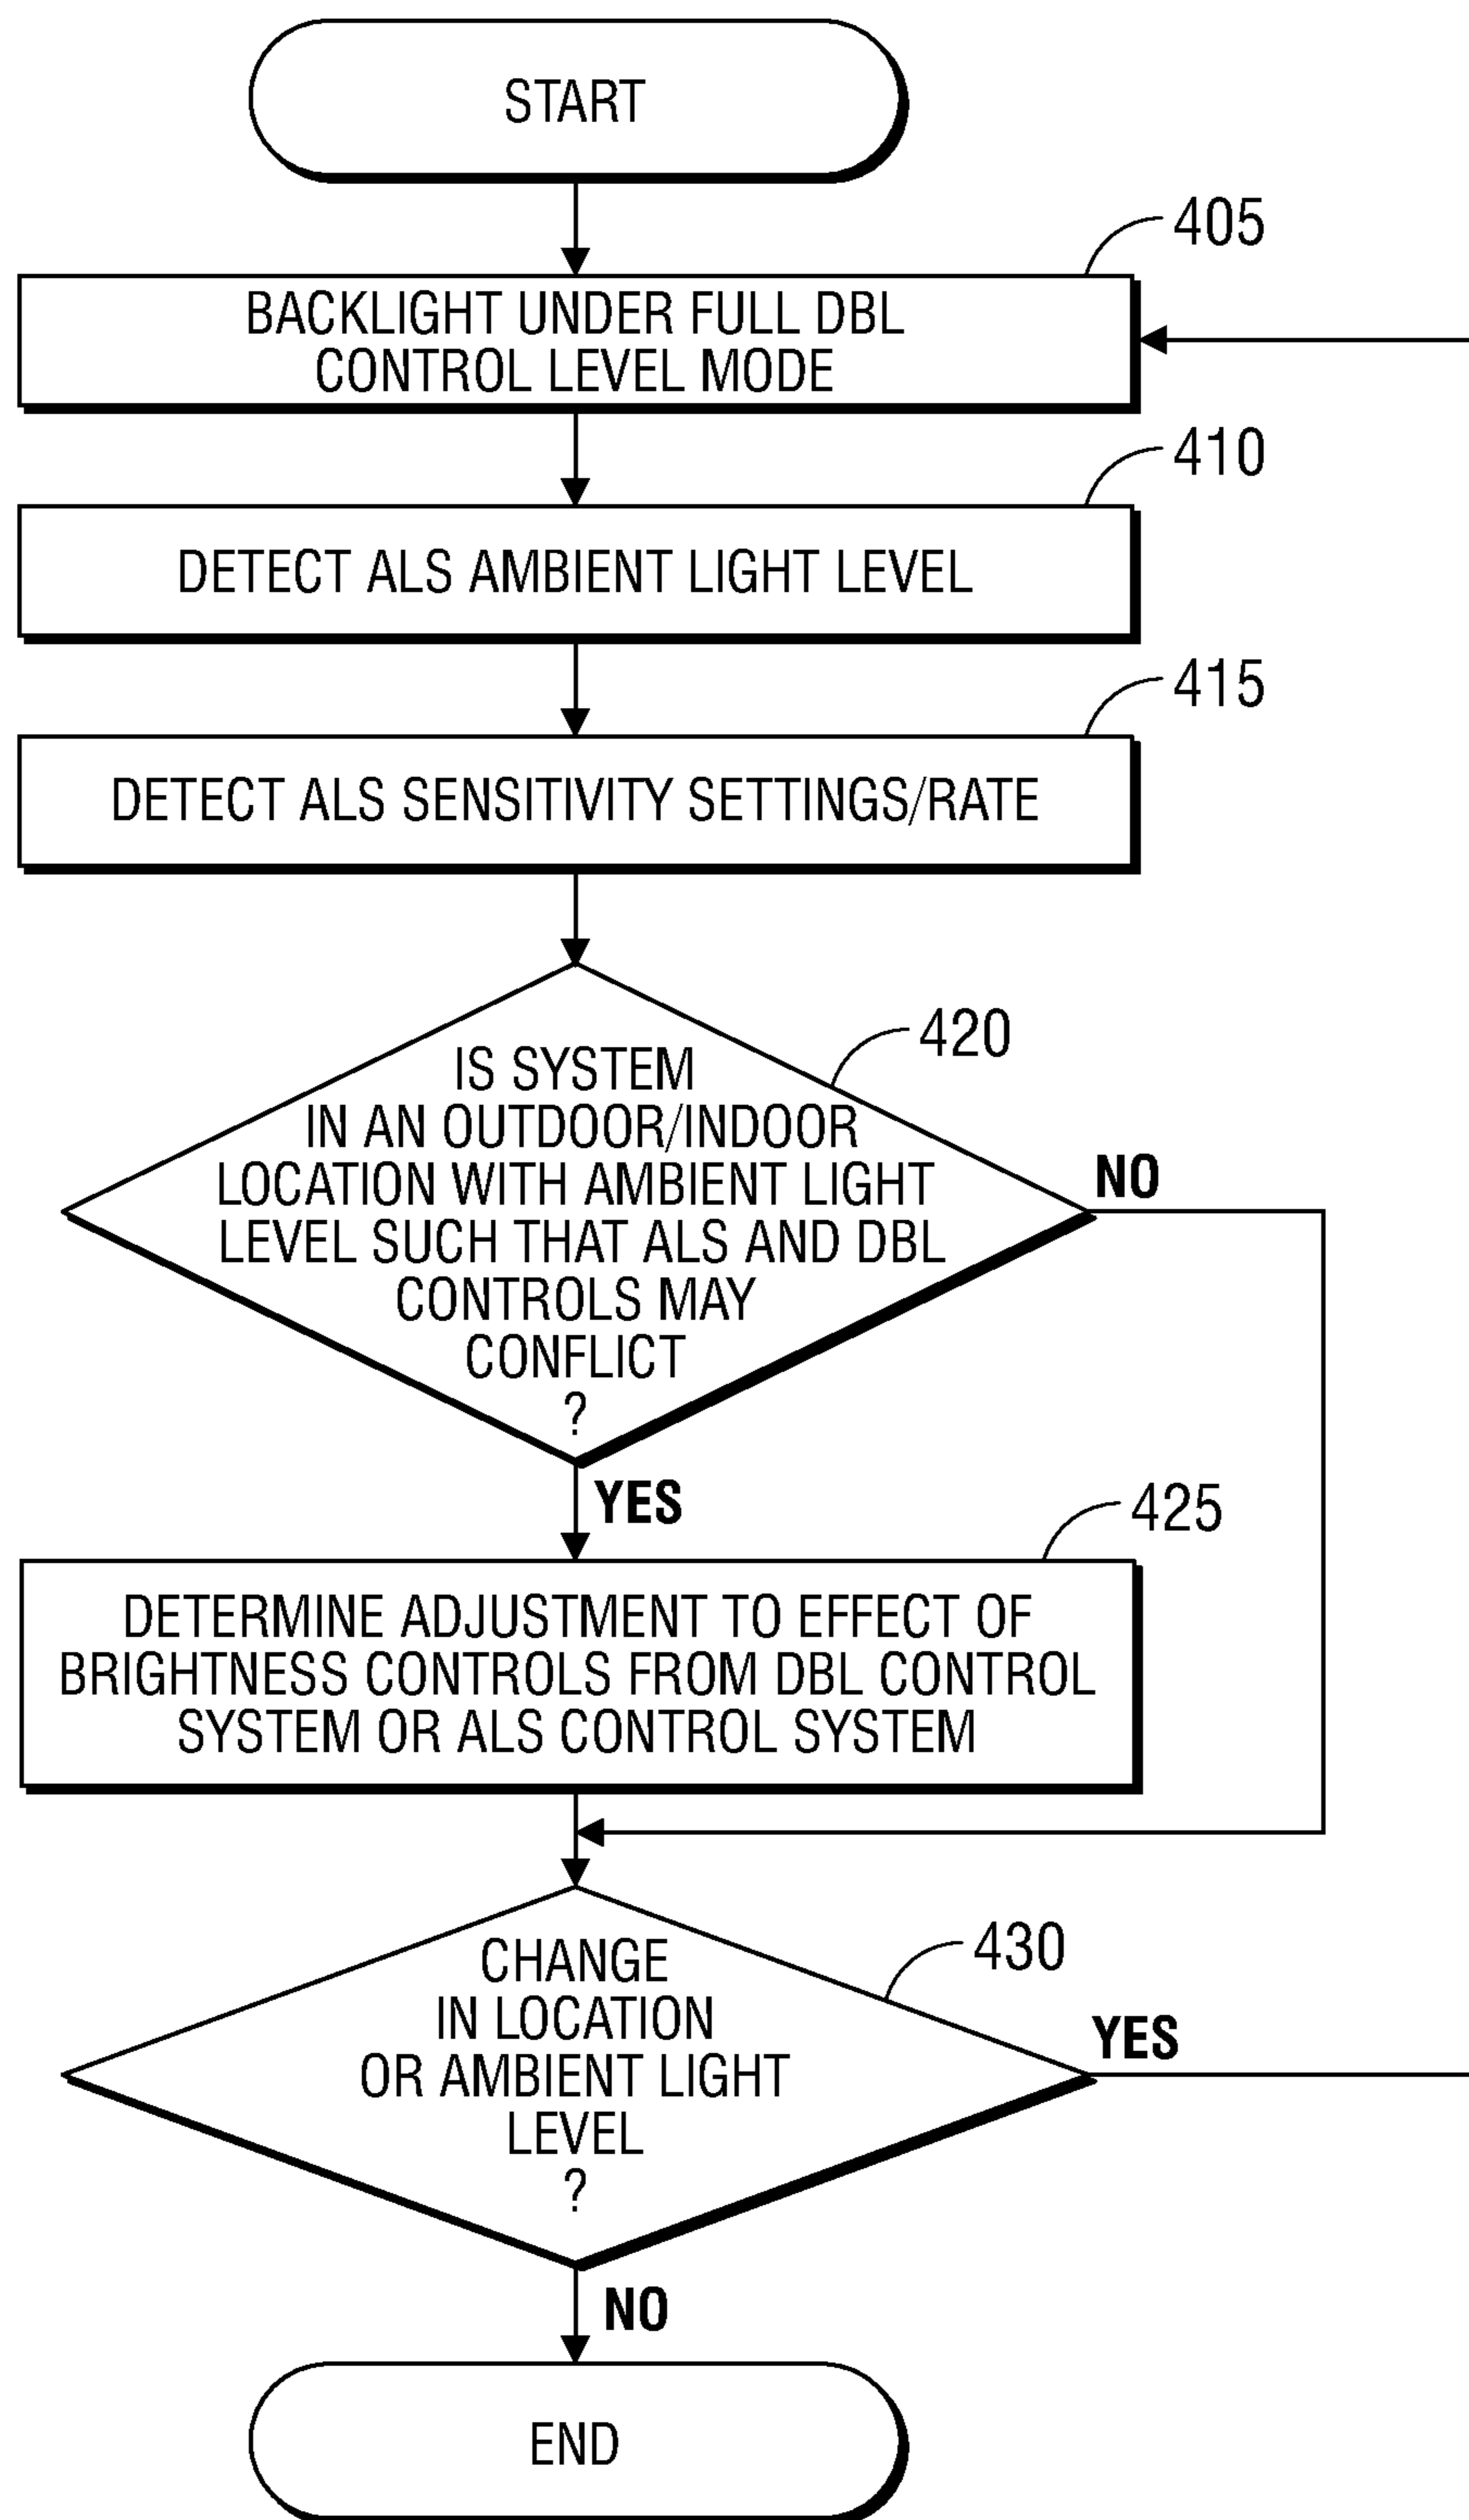 START
405
BACKLIGHT UNDER FULL DBL
CONTROL LEVEL MODE
410
DETECT ALS AMBIENT LIGHT LEVEL
415
DETECT ALS SENSITIVITY SETTINGS/RATE
420
IS SYSTEM
IN AN OUTDOOR/INDOOR
LOCATION WITH AMBIENT LIGHT
LEVEL SUCH THAT ALS AND DBL
CONTROLS MAY
CONFLICT
?
NO
YES
425
DETERMINE ADJUSTMENT TO EFFECT OF
BRIGHTNESS CONTROLS FROM DBL CONTROL
SYSTEM OR ALS CONTROL SYSTEM
430
CHANGE
IN LOCATION
OR AMBIENT LIGHT
LEVEL
?
YES
NO
END